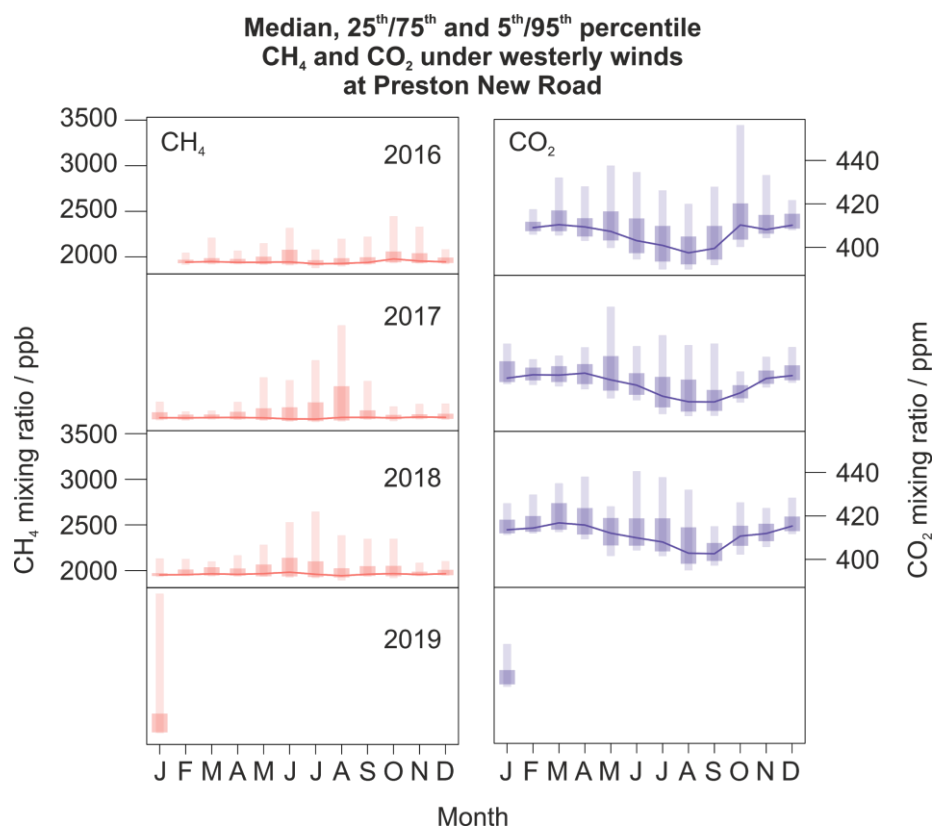 Median, 25th/75th and 5th/95th percentile
CH4 and CO2 under westerly winds
at Preston New Road
CH4 mixing ratio / ppb
3500
3000
2500
2000
3500
3000
2500
2000
CH4
2016
2017
2018
2019
J F M A M J J A S O N D
CO2
J F M A M J J A S O N D
440
420
400
440
420
400
CO2 mixing ratio / ppm
Month